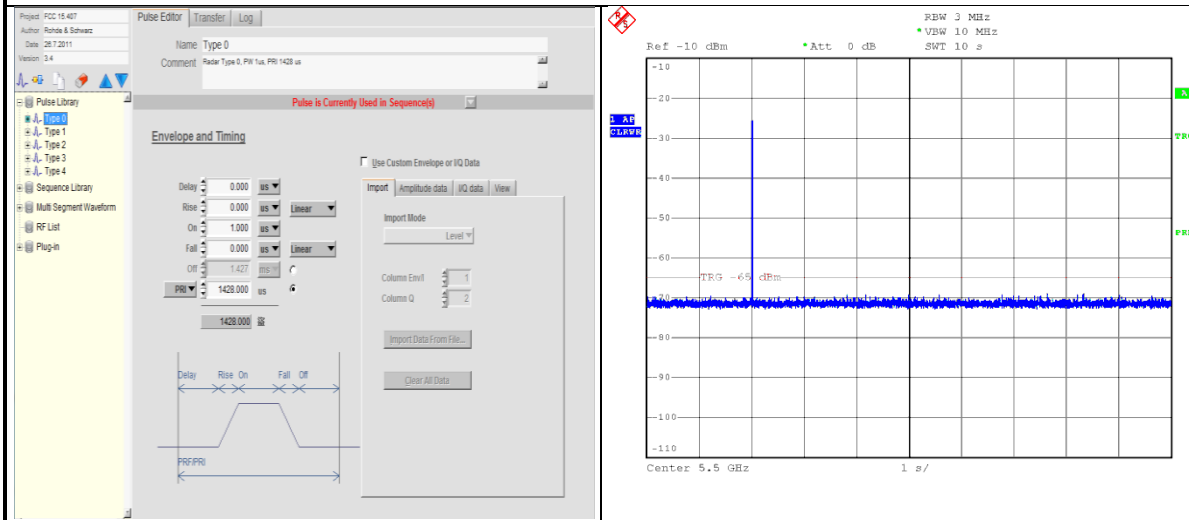 Project FCC 15.407
Author Rohde & Schwarz
Date 26.7.2011
Version 3.4
Pulse Library
Type 0
Type 1
Type 2
Type 3
Type 4
Sequence Library
Multi Segment Waveform
RF List
Plug-in
Pulse Editor Transfer Log
Name Type 0
Comment Radar Type 0, PW 1us, PRI 1428 us
Pulse is Currently Used in Sequence(s)
Envelope and Timing
Use Custom Envelope or I/Q Data
Delay 0.000 us
Rise 0.000 us Linear
On 1.000 us
Fall 0.000 us Linear
Off 1.427 ms
PRI 1428.000 us
1428.000
Import Amplitude data I/Q data View
Import Mode
Level
Column Env/I 1
Column Q 2
Import Data From File...
Clear All Data
Delay Rise On Fall Off
PRF/PRI
R S
RBW 3 MHz
*VBW 10 MHz
Ref -10 dBm *Att 0 dB SWT 10 s
-10
-20
-30
-40
-50
-60
TRG -65 dBm
-70
-80
-90
-100
-110
1 AP
CLRWR
A
TRG
Center 5.5 GHz 1 s/